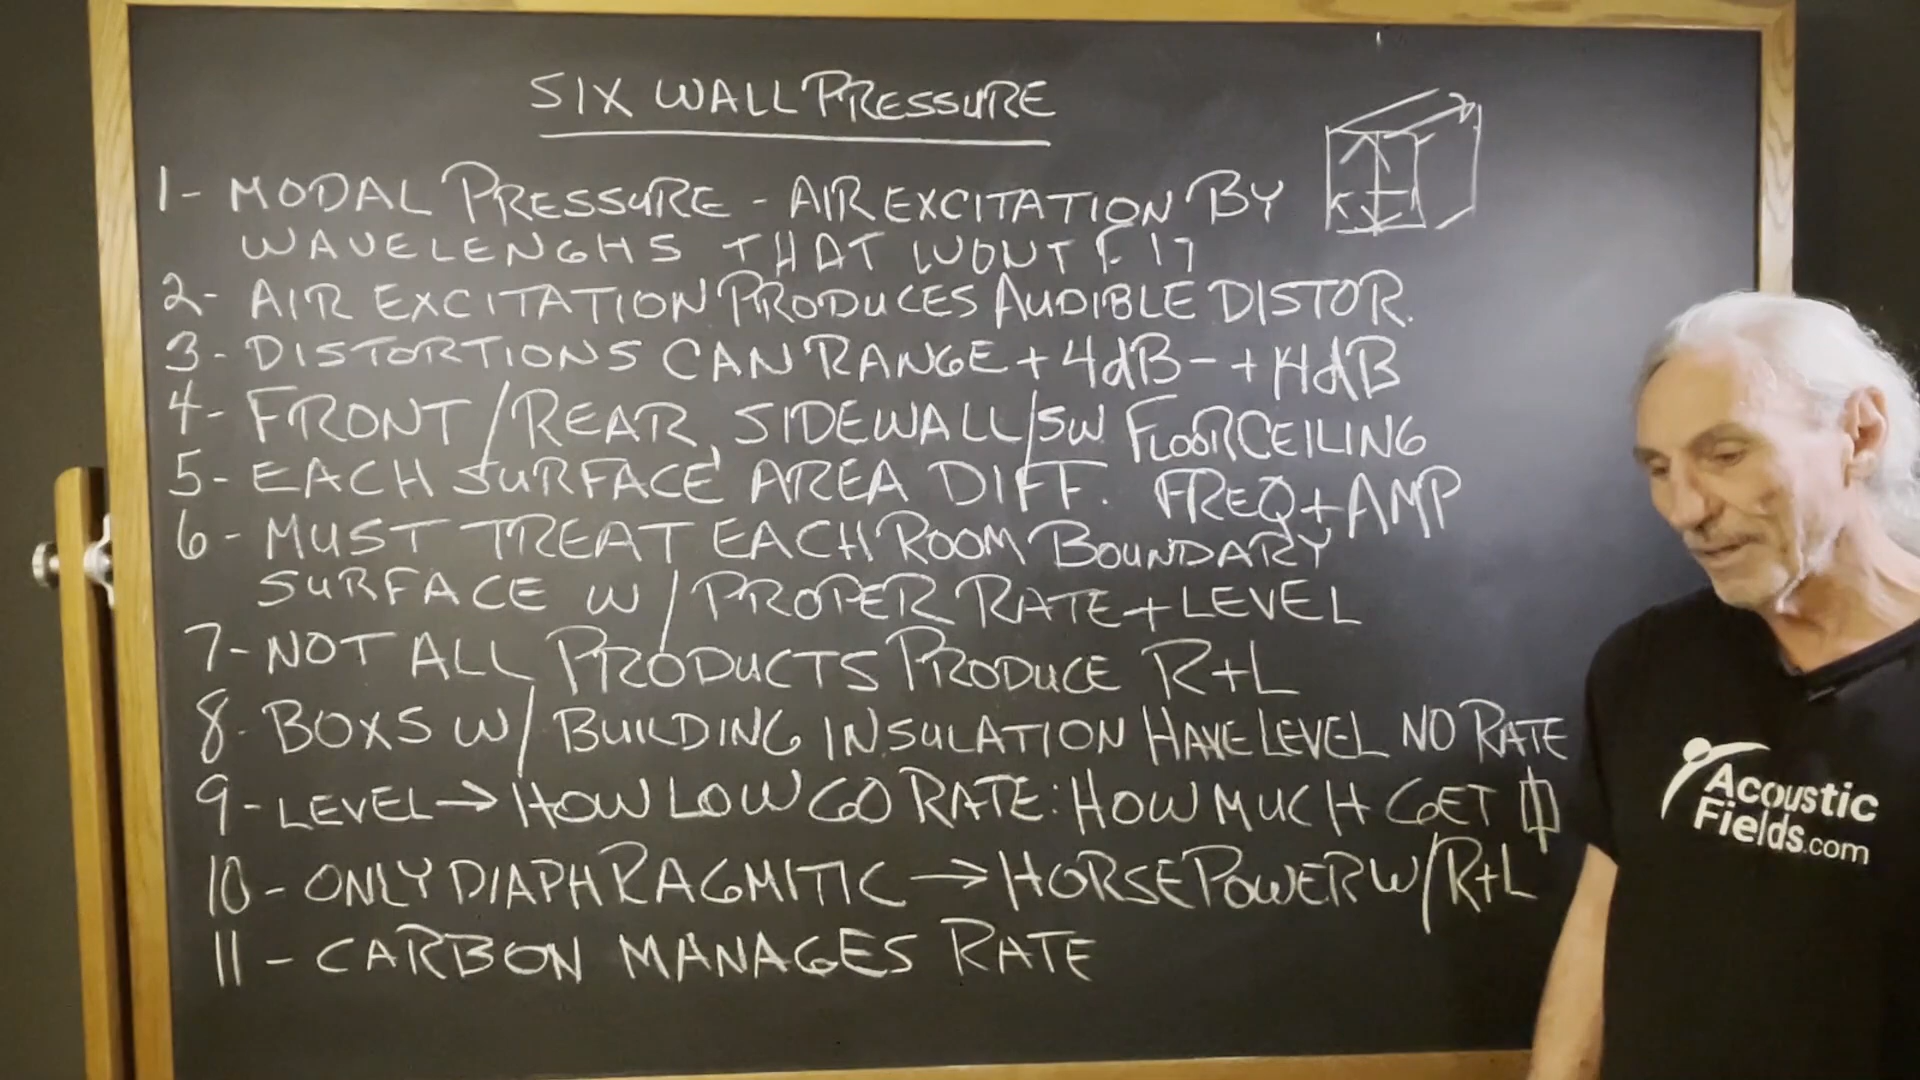 SIX WALL PRESSURE
1- MODAL PRESSURE - AIR EXCITATION BY
WAVELENGHS THAT WONT FIT
2- AIR EXCITATION PRODUCES AUDIBLE DISTOR.
3- DISTORTIONS CAN RANGE +4dB - +14dB
4- FRONT/REAR, SIDEWALL/SW FLOORCEILING
5- EACH SURFACE AREA DIFF. FREQ+AMP
6- MUST TREAT EACH ROOM BOUNDARY
SURFACE W/PROPER RATE+LEVEL
7- NOT ALL PRODUCTS PRODUCE R+L
8- BOXS W/ BUILDING INSULATION HAVE LEVEL NO RATE
9- LEVEL→HOW LOW GO RATE: HOW MUCH GET
10- ONLY DIAPHRAGMITIC → HORSEPOWER W/R+L
11- CARBON MANAGES RATE
Acoustic
Fields.com